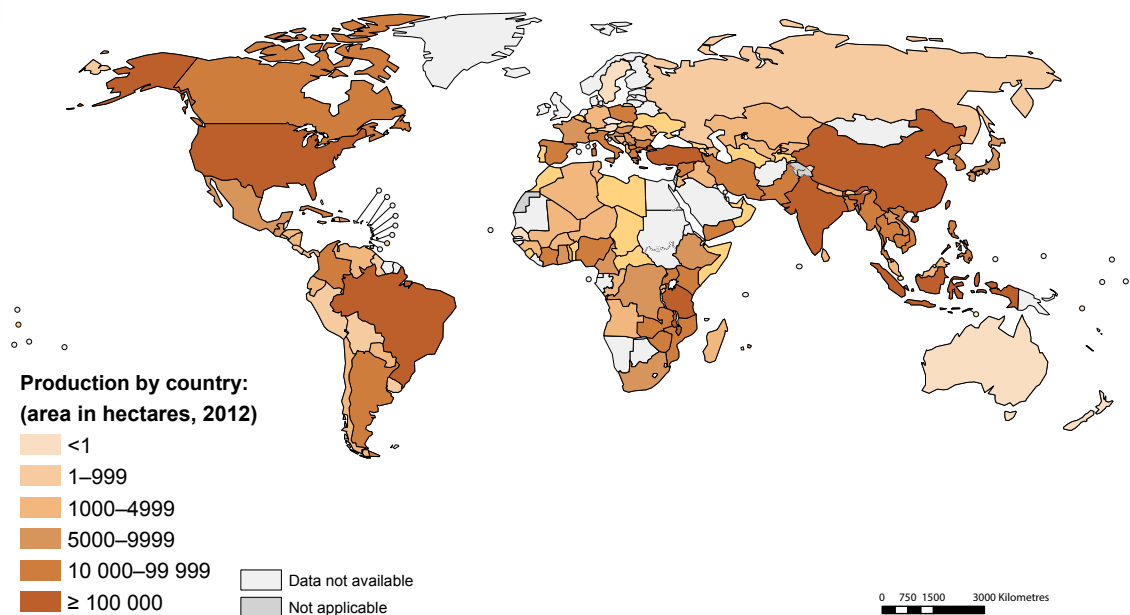 Production by country:
(area in hectares, 2012)
<1
1–999
1000–4999
5000–9999
10 000–99 999
≥ 100 000
Data not available
Not applicable
0 750 1500 3000 Kilometres